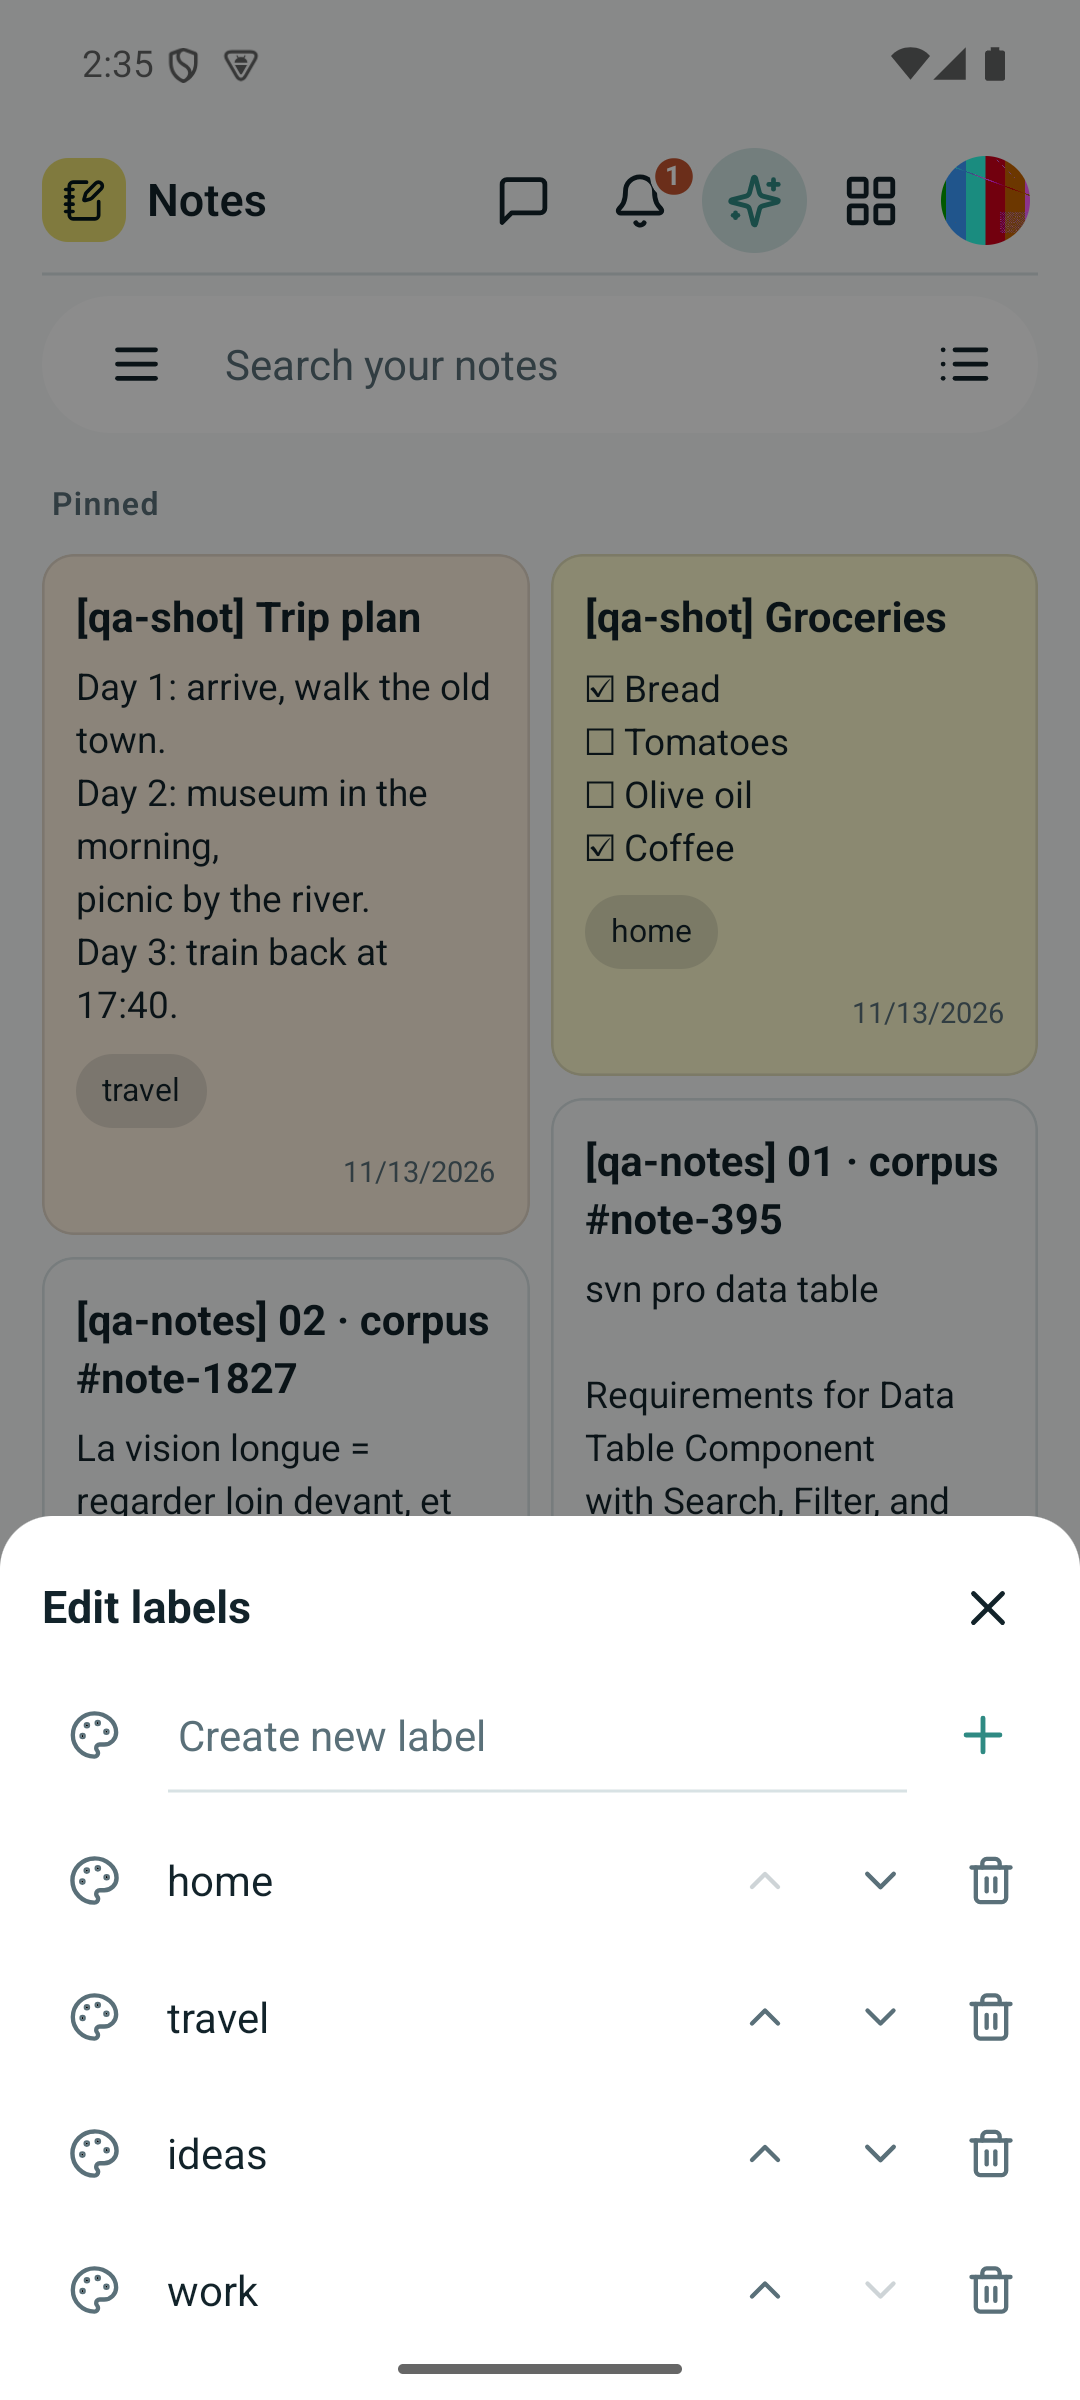 2:35
Notes
1
Search your notes
Pinned
[qa-shot] Trip plan
Day 1: arrive, walk the old
town.
Day 2: museum in the
morning,
picnic by the river.
Day 3: train back at
17:40.
travel
11/13/2026
[qa-shot] Groceries
☑ Bread
☐ Tomatoes
☐ Olive oil
☑ Coffee
home
11/13/2026
[qa-notes] 02 · corpus
#note-1827
La vision longue =
regarder loin devant, et
[qa-notes] 01 · corpus
#note-395
svn pro data table
Requirements for Data
Table Component
with Search, Filter, and
Edit labels
Create new label
home
travel
ideas
work